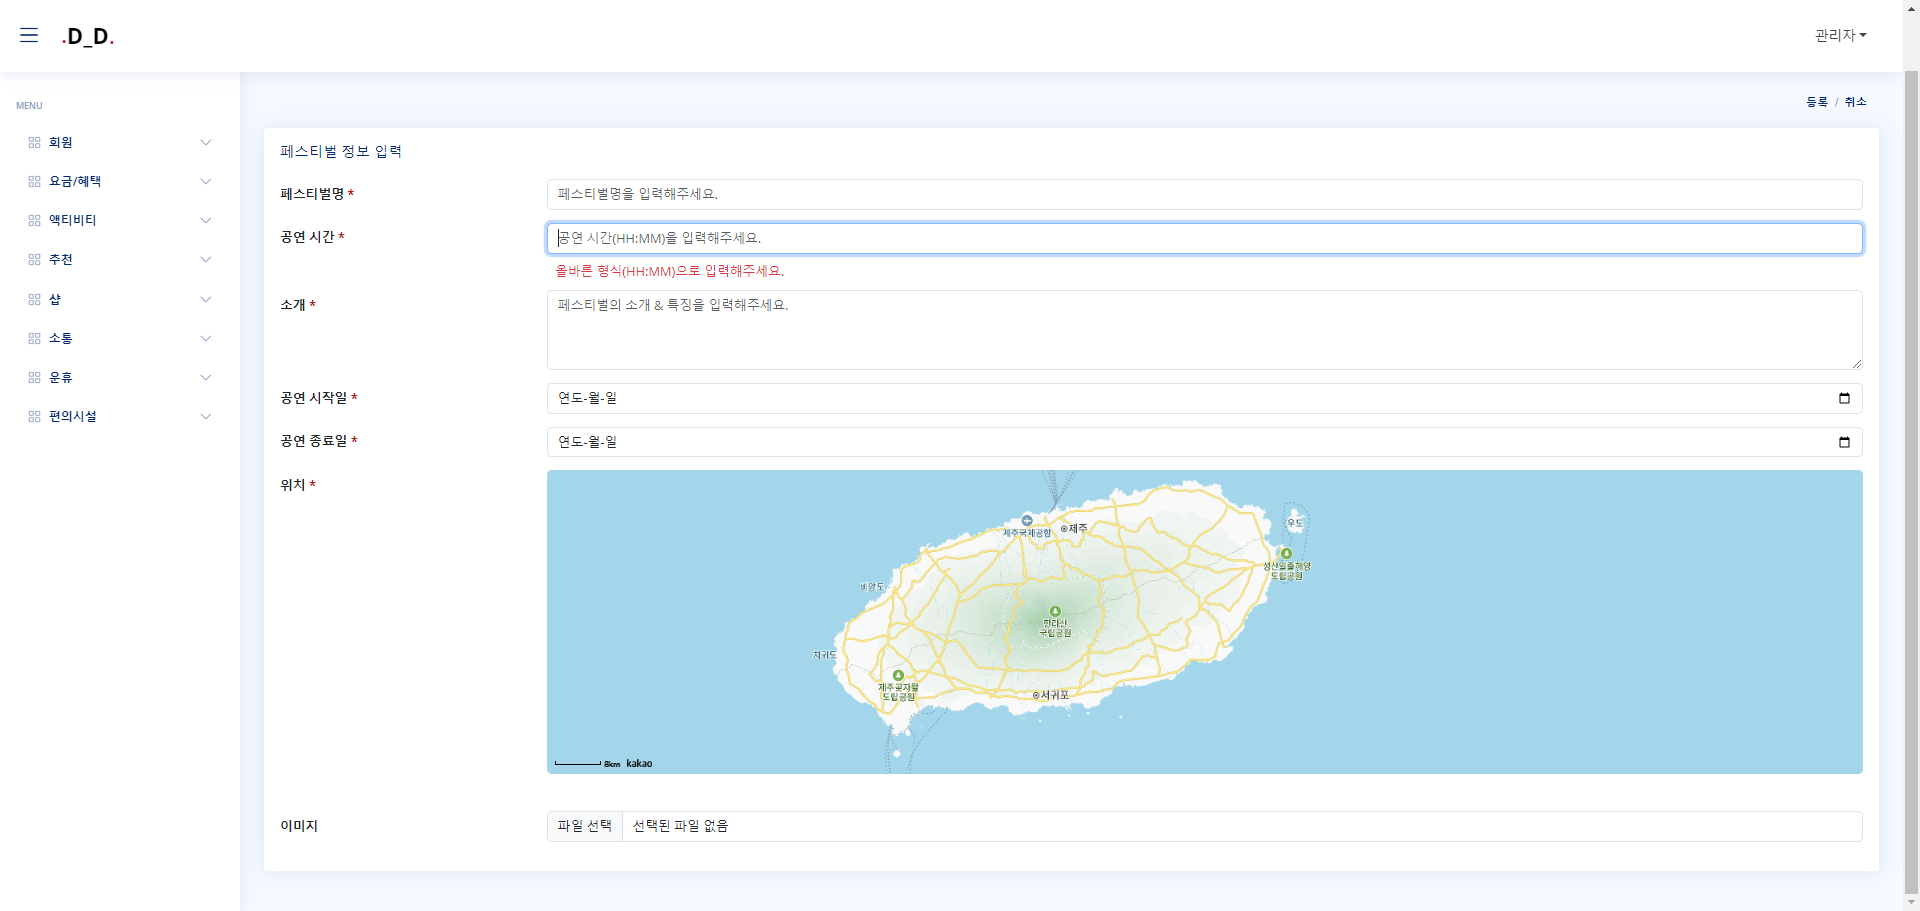 .D_D.
관리자
MENU
회원
요금/혜택
액티비티
추천
샵
소통
운휴
편의시설
등록 / 취소
페스티벌 정보 입력
페스티벌명 *
페스티벌명을 입력해주세요.
공연 시간 *
공연 시간(HH:MM)을 입력해주세요.
올바른 형식(HH:MM)으로 입력해주세요.
소개 *
페스티벌의 소개 & 특징을 입력해주세요.
공연 시작일 *
연도-월-일
공연 종료일 *
연도-월-일
위치 *
제주국제공항
제주
우도
성산일출해양
도립공원
비양도
한라산
국립공원
차귀도
제주곶자왈
도립공원
서귀포
8km kakao
이미지
파일 선택
선택된 파일 없음